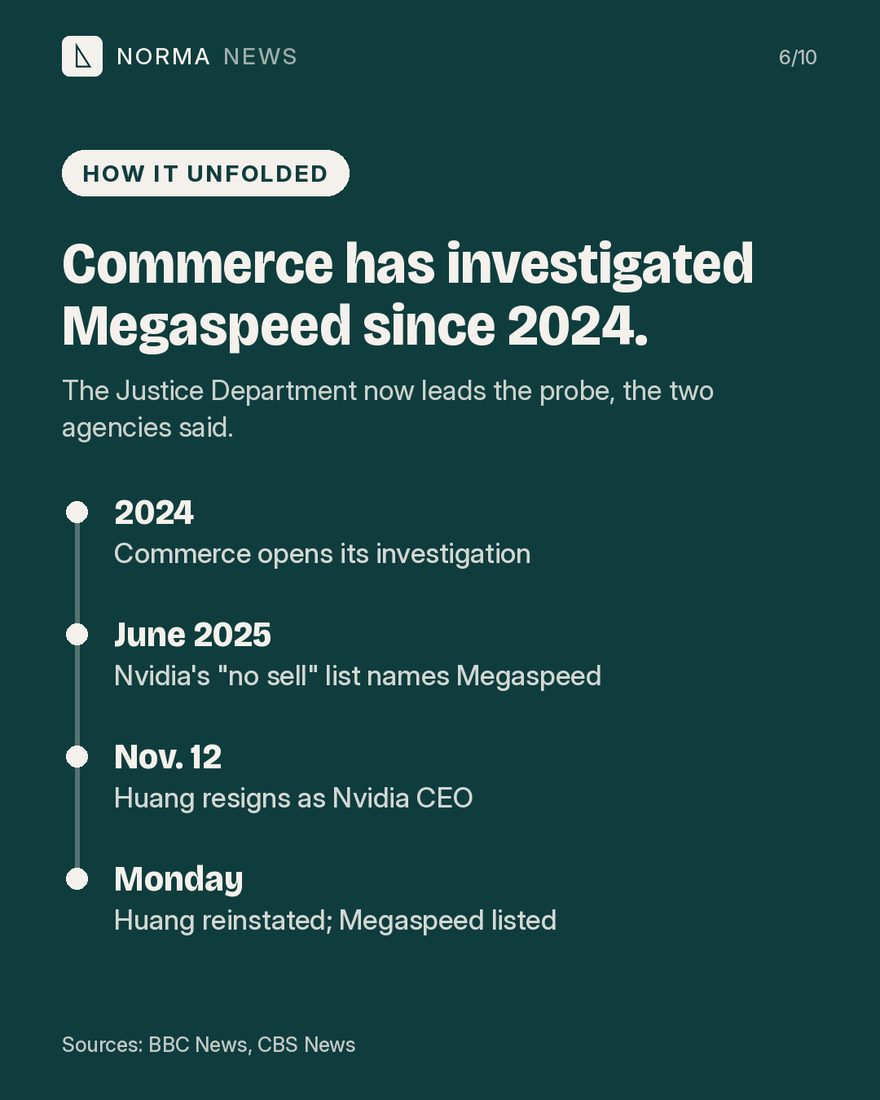 NORMA NEWS
6/10
HOW IT UNFOLDED
Commerce has investigated
Megaspeed since 2024.
The Justice Department now leads the probe, the two
agencies said.
2024
Commerce opens its investigation
June 2025
Nvidia's "no sell" list names Megaspeed
Nov. 12
Huang resigns as Nvidia CEO
Monday
Huang reinstated; Megaspeed listed
Sources: BBC News, CBS News